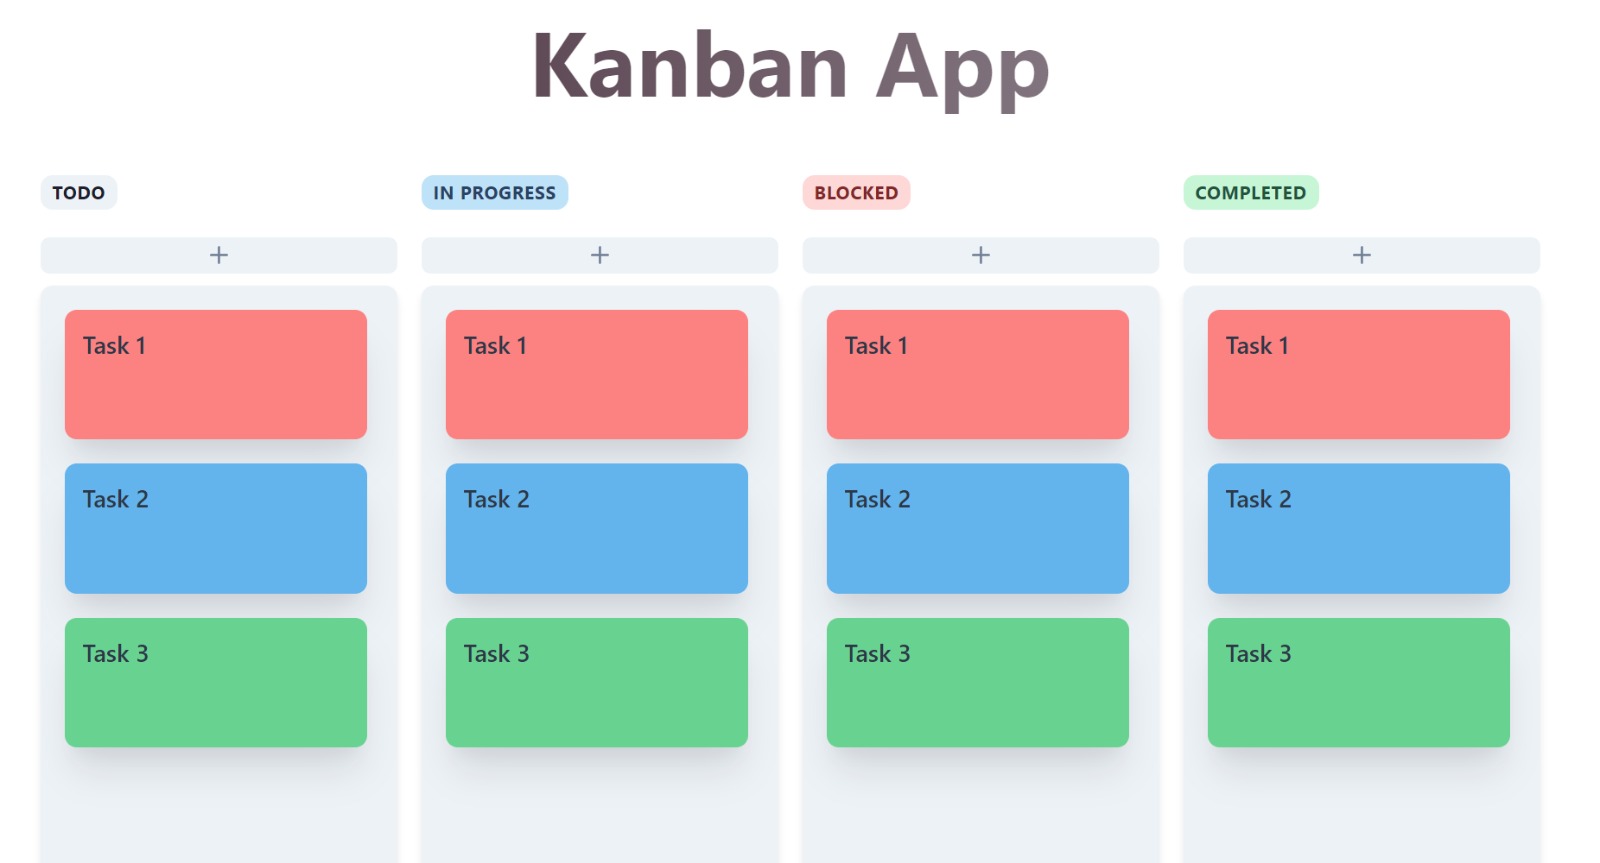 Kanban App
TODO
IN PROGRESS
BLOCKED
COMPLETED
+
+
+
+
Task 1
Task 1
Task 1
Task 1
Task 2
Task 2
Task 2
Task 2
Task 3
Task 3
Task 3
Task 3